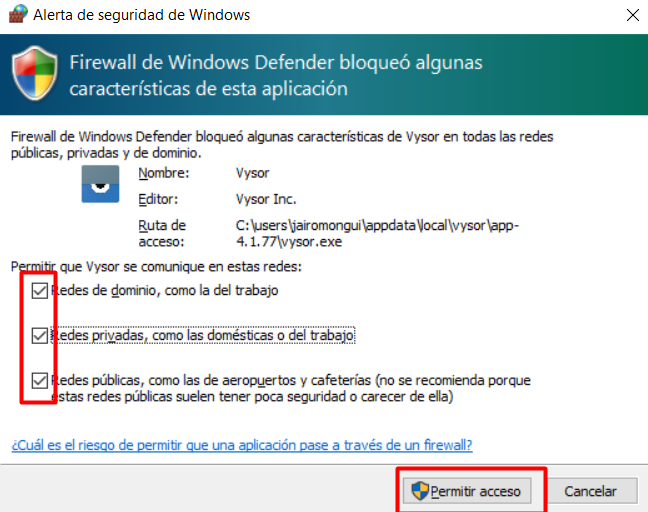 Alerta de seguridad de Windows
Firewall de Windows Defender bloqueó algunas
características de esta aplicación
Firewall de Windows Defender bloqueó algunas características de Vysor en todas las redes
públicas, privadas y de dominio.
Nombre: Vysor
Editor: Vysor Inc.
Ruta de acceso: C:\users\jairomongui\appdata\local\vysor\app-
4.1.77\vysor.exe
Permitir que Vysor se comunique en estas redes:
Redes de dominio, como la del trabajo
Redes privadas, como las domésticas o del trabajo
Redes públicas, como las de aeropuertos y cafeterías (no se recomienda porque
estas redes públicas suelen tener poca seguridad o carecer de ella)
¿Cuál es el riesgo de permitir que una aplicación pase a través de un firewall?
Permitir acceso Cancelar